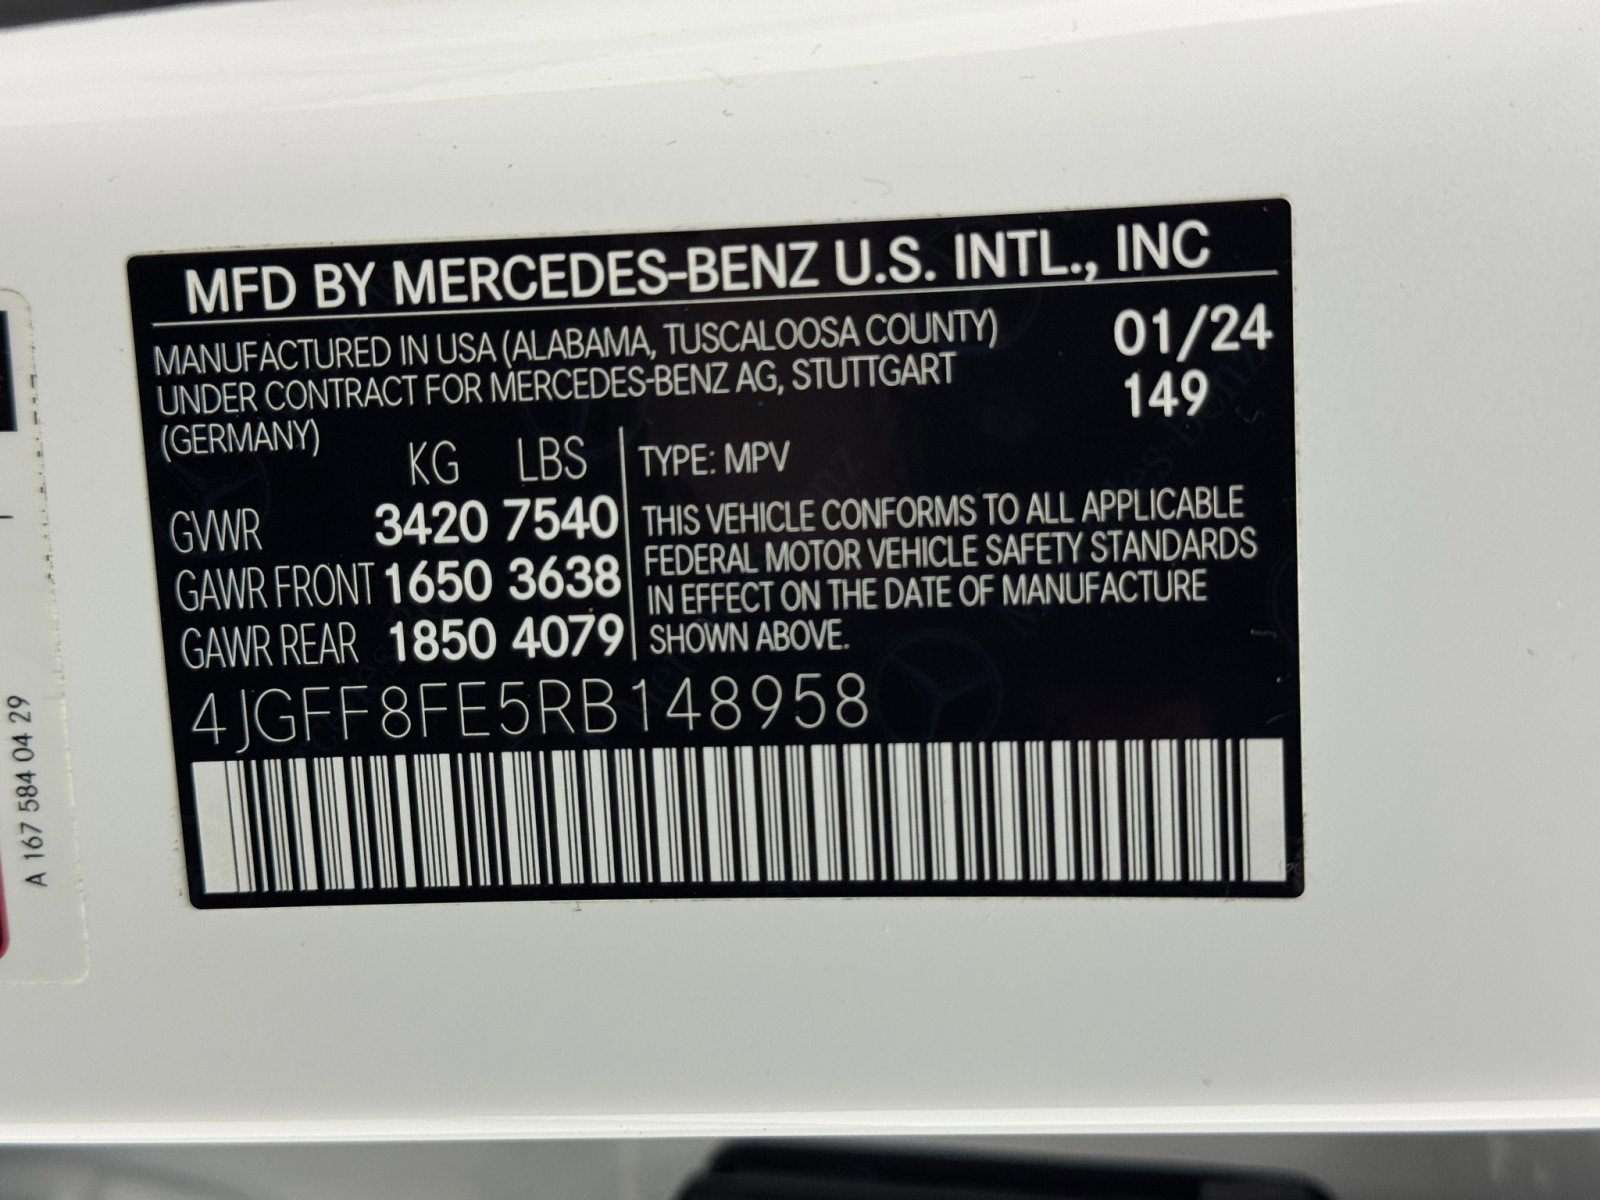 MFD BY MERCEDES-BENZ U.S. INTL., INC
MANUFACTURED IN USA (ALABAMA, TUSCALOOSA COUNTY) 01/24
UNDER CONTRACT FOR MERCEDES-BENZ AG, STUTTGART 149
(GERMANY)
KG LBS
GVWR 3420 7540
GAWR FRONT 1650 3638
GAWR REAR 1850 4079
TYPE: MPV
THIS VEHICLE CONFORMS TO ALL APPLICABLE
FEDERAL MOTOR VEHICLE SAFETY STANDARDS
IN EFFECT ON THE DATE OF MANUFACTURE
SHOWN ABOVE.
4JGFF8FE5RB148958
A 167 584 04 29